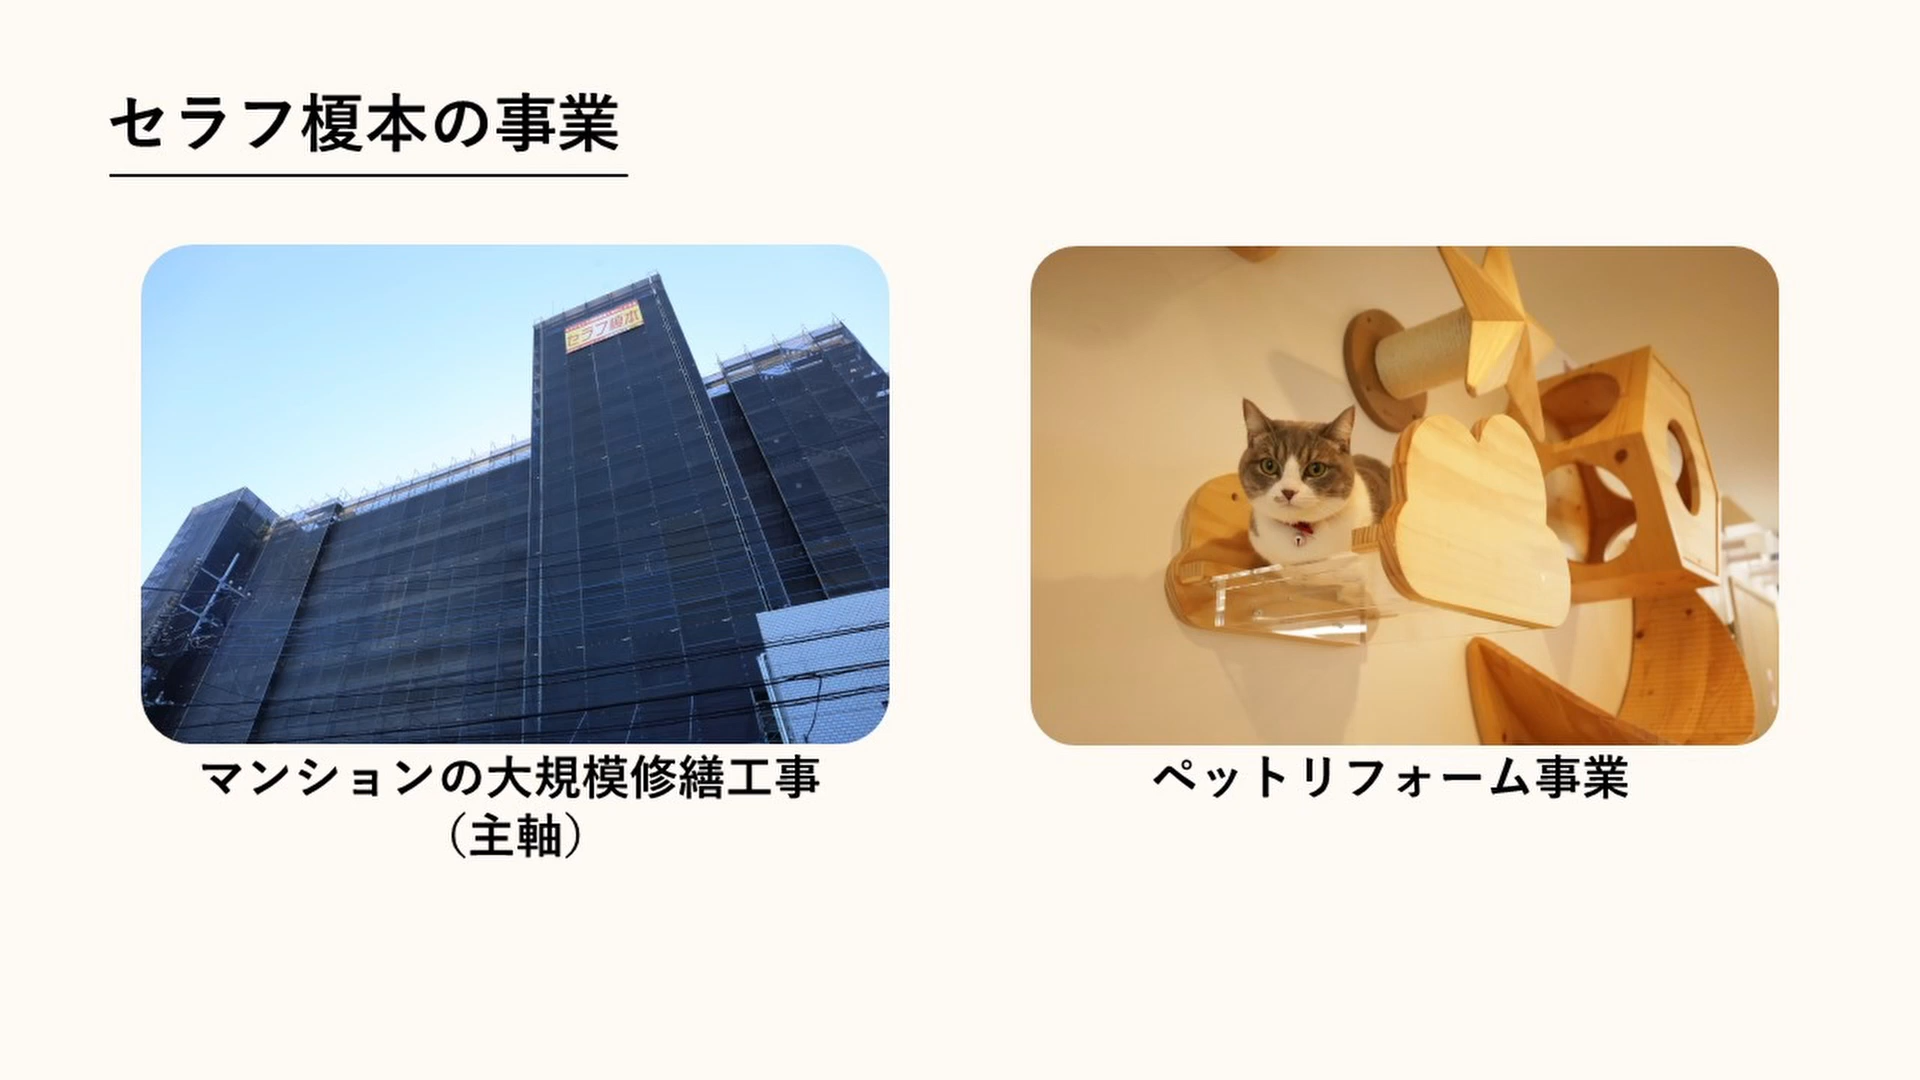 セラフ榎本の事業
セラフ榎本
マンションの大規模修繕工事
（主軸）
ペットリフォーム事業